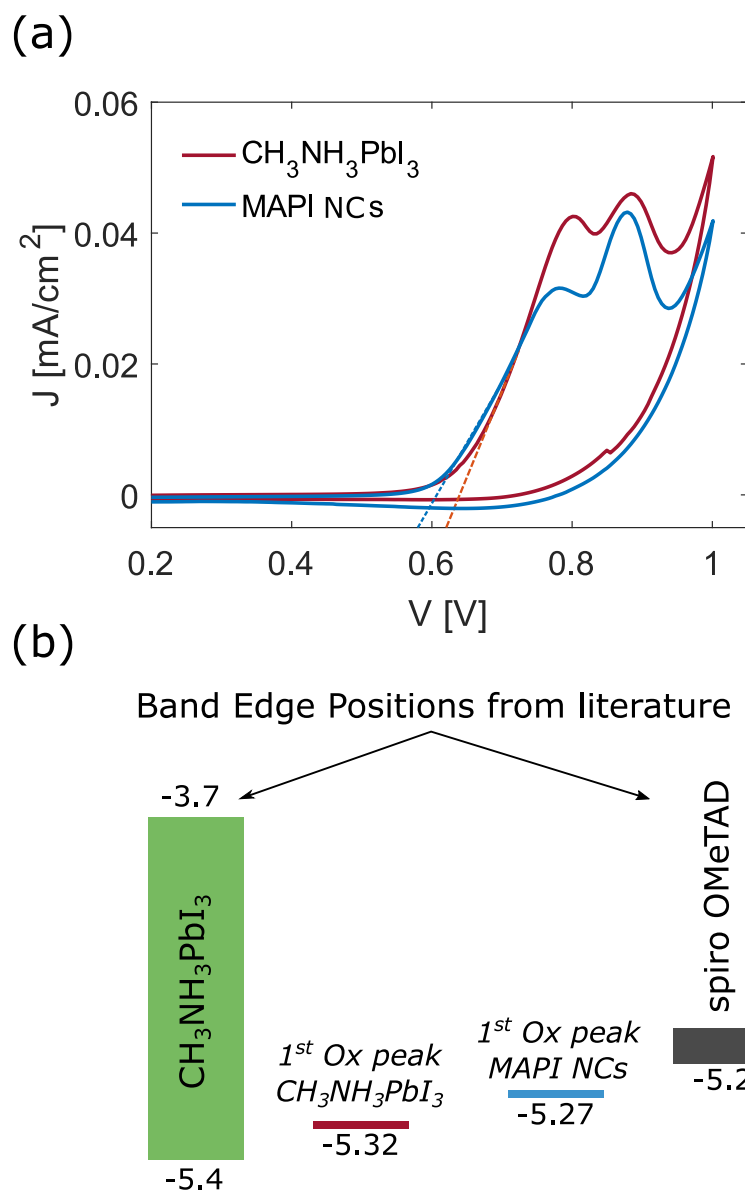 (a)
0.06
0.04
0.02
0
J [mA/cm²]
CH₃NH₃PbI₃
MAPI NCs
0.2 0.4 0.6 0.8 1
V [V]
(b)
Band Edge Positions from literature
-3.7
CH₃NH₃PbI₃
-5.4
1ˢᵗ Ox peak
CH₃NH₃PbI₃
-5.32
1ˢᵗ Ox peak
MAPI NCs
-5.27
spiro OMeTAD
-5.2